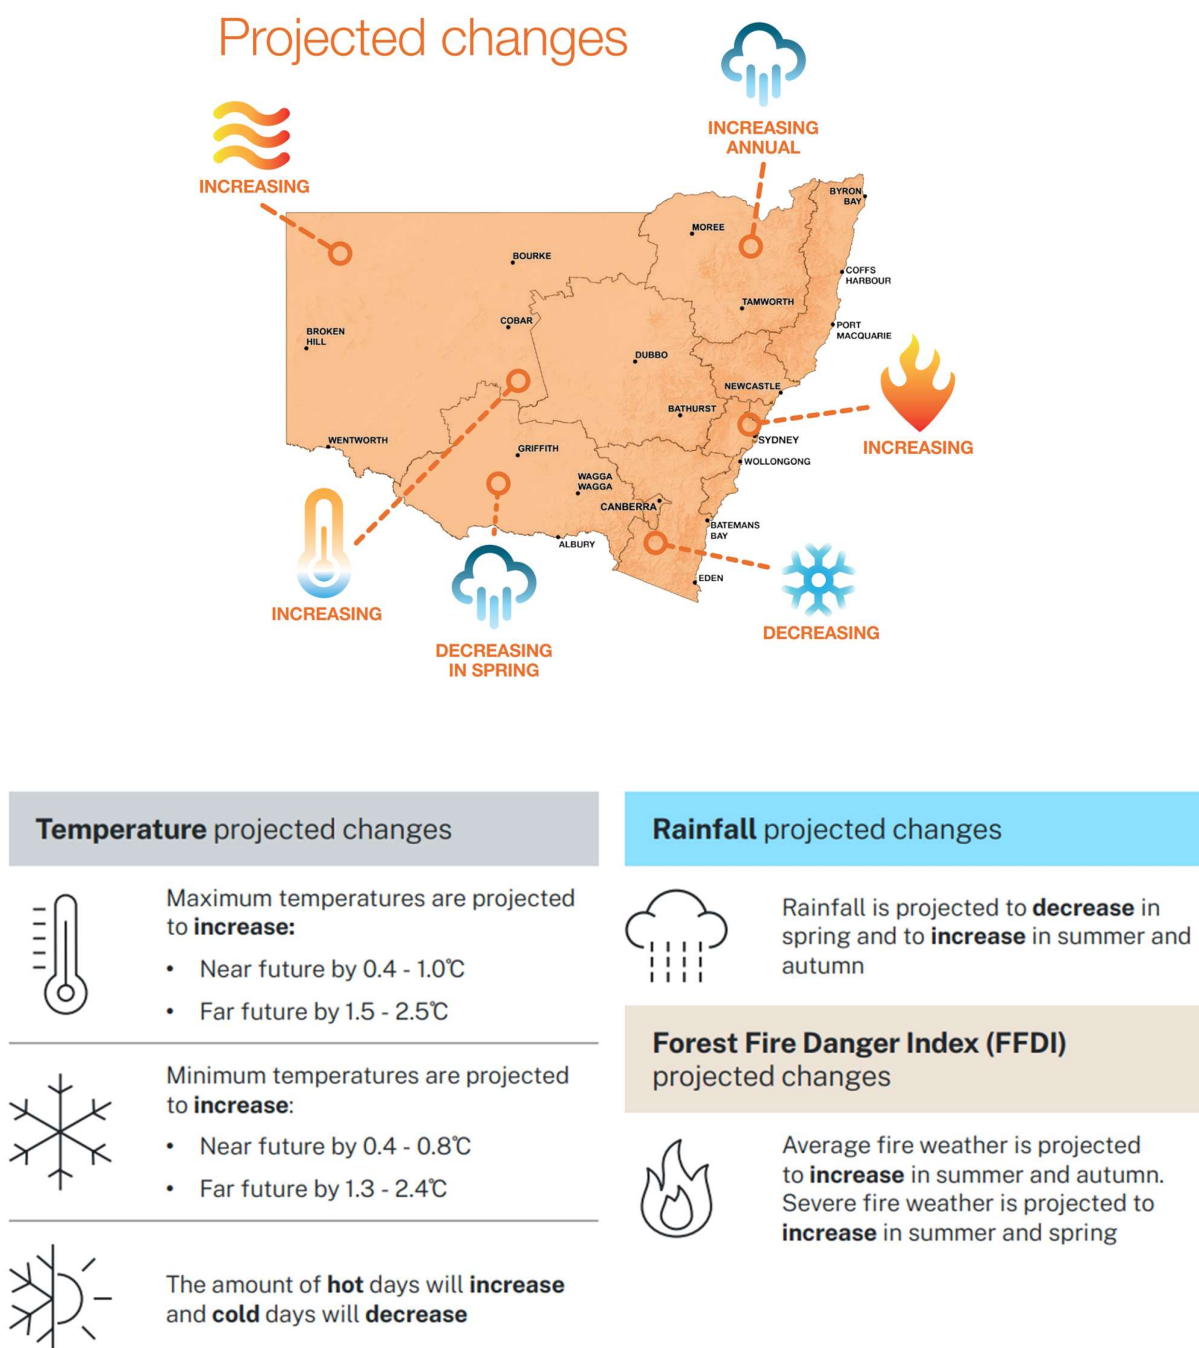 Projected changes
INCREASING
ANNUAL
INCREASING
BYRON
BAY
MOREE
BOURKE
COFFS
HARBOUR
TAMWORTH
COBAR
BROKEN
HILL
PORT
MACQUARIE
DUBBO
NEWCASTLE
BATHURST
WENTWORTH
SYDNEY
INCREASING
GRIFFITH
WOLLONGONG
WAGGA
WAGGA
CANBERRA
BATEMANS
BAY
ALBURY
EDEN
INCREASING
DECREASING
DECREASING
IN SPRING
Temperature projected changes
Maximum temperatures are projected
to increase:
• Near future by 0.4 - 1.0°C
• Far future by 1.5 - 2.5°C
Minimum temperatures are projected
to increase:
• Near future by 0.4 - 0.8°C
• Far future by 1.3 - 2.4°C
The amount of hot days will increase
and cold days will decrease
Rainfall projected changes
Rainfall is projected to decrease in
spring and to increase in summer and
autumn
Forest Fire Danger Index (FFDI)
projected changes
Average fire weather is projected
to increase in summer and autumn.
Severe fire weather is projected to
increase in summer and spring